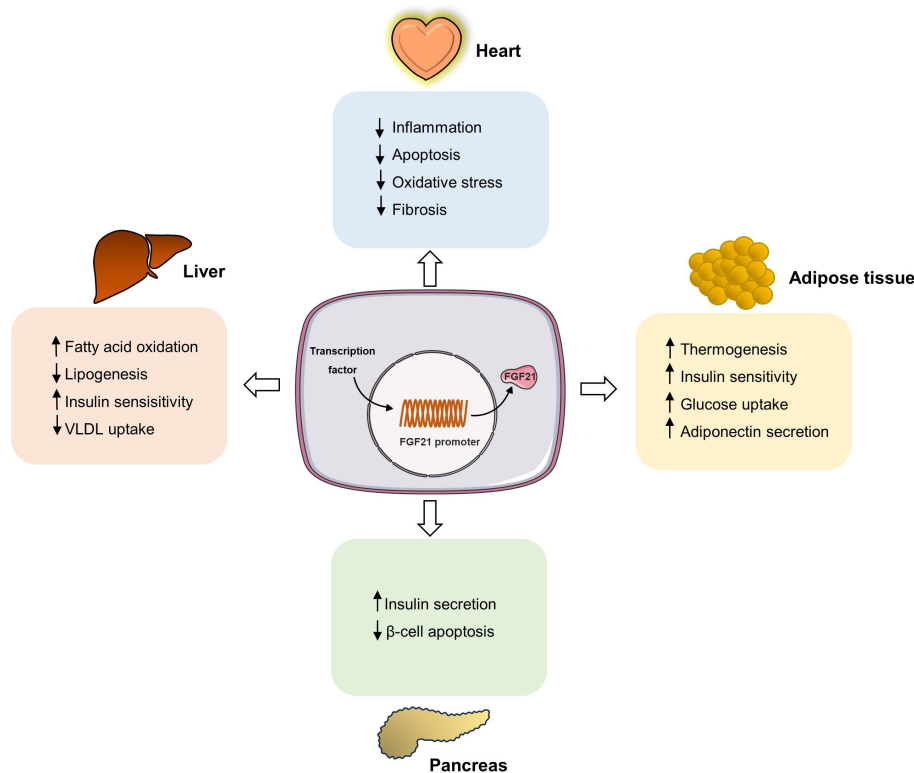 Heart
↓ Inflammation
↓ Apoptosis
↓ Oxidative stress
↓ Fibrosis
Liver
↑ Fatty acid oxidation
↓ Lipogenesis
↑ Insulin sensisitivity
↓ VLDL uptake
Transcription
factor
FGF21
FGF21 promoter
Adipose tissue
↑ Thermogenesis
↑ Insulin sensitivity
↑ Glucose uptake
↑ Adiponectin secretion
↑ Insulin secretion
↓ β-cell apoptosis
Pancreas